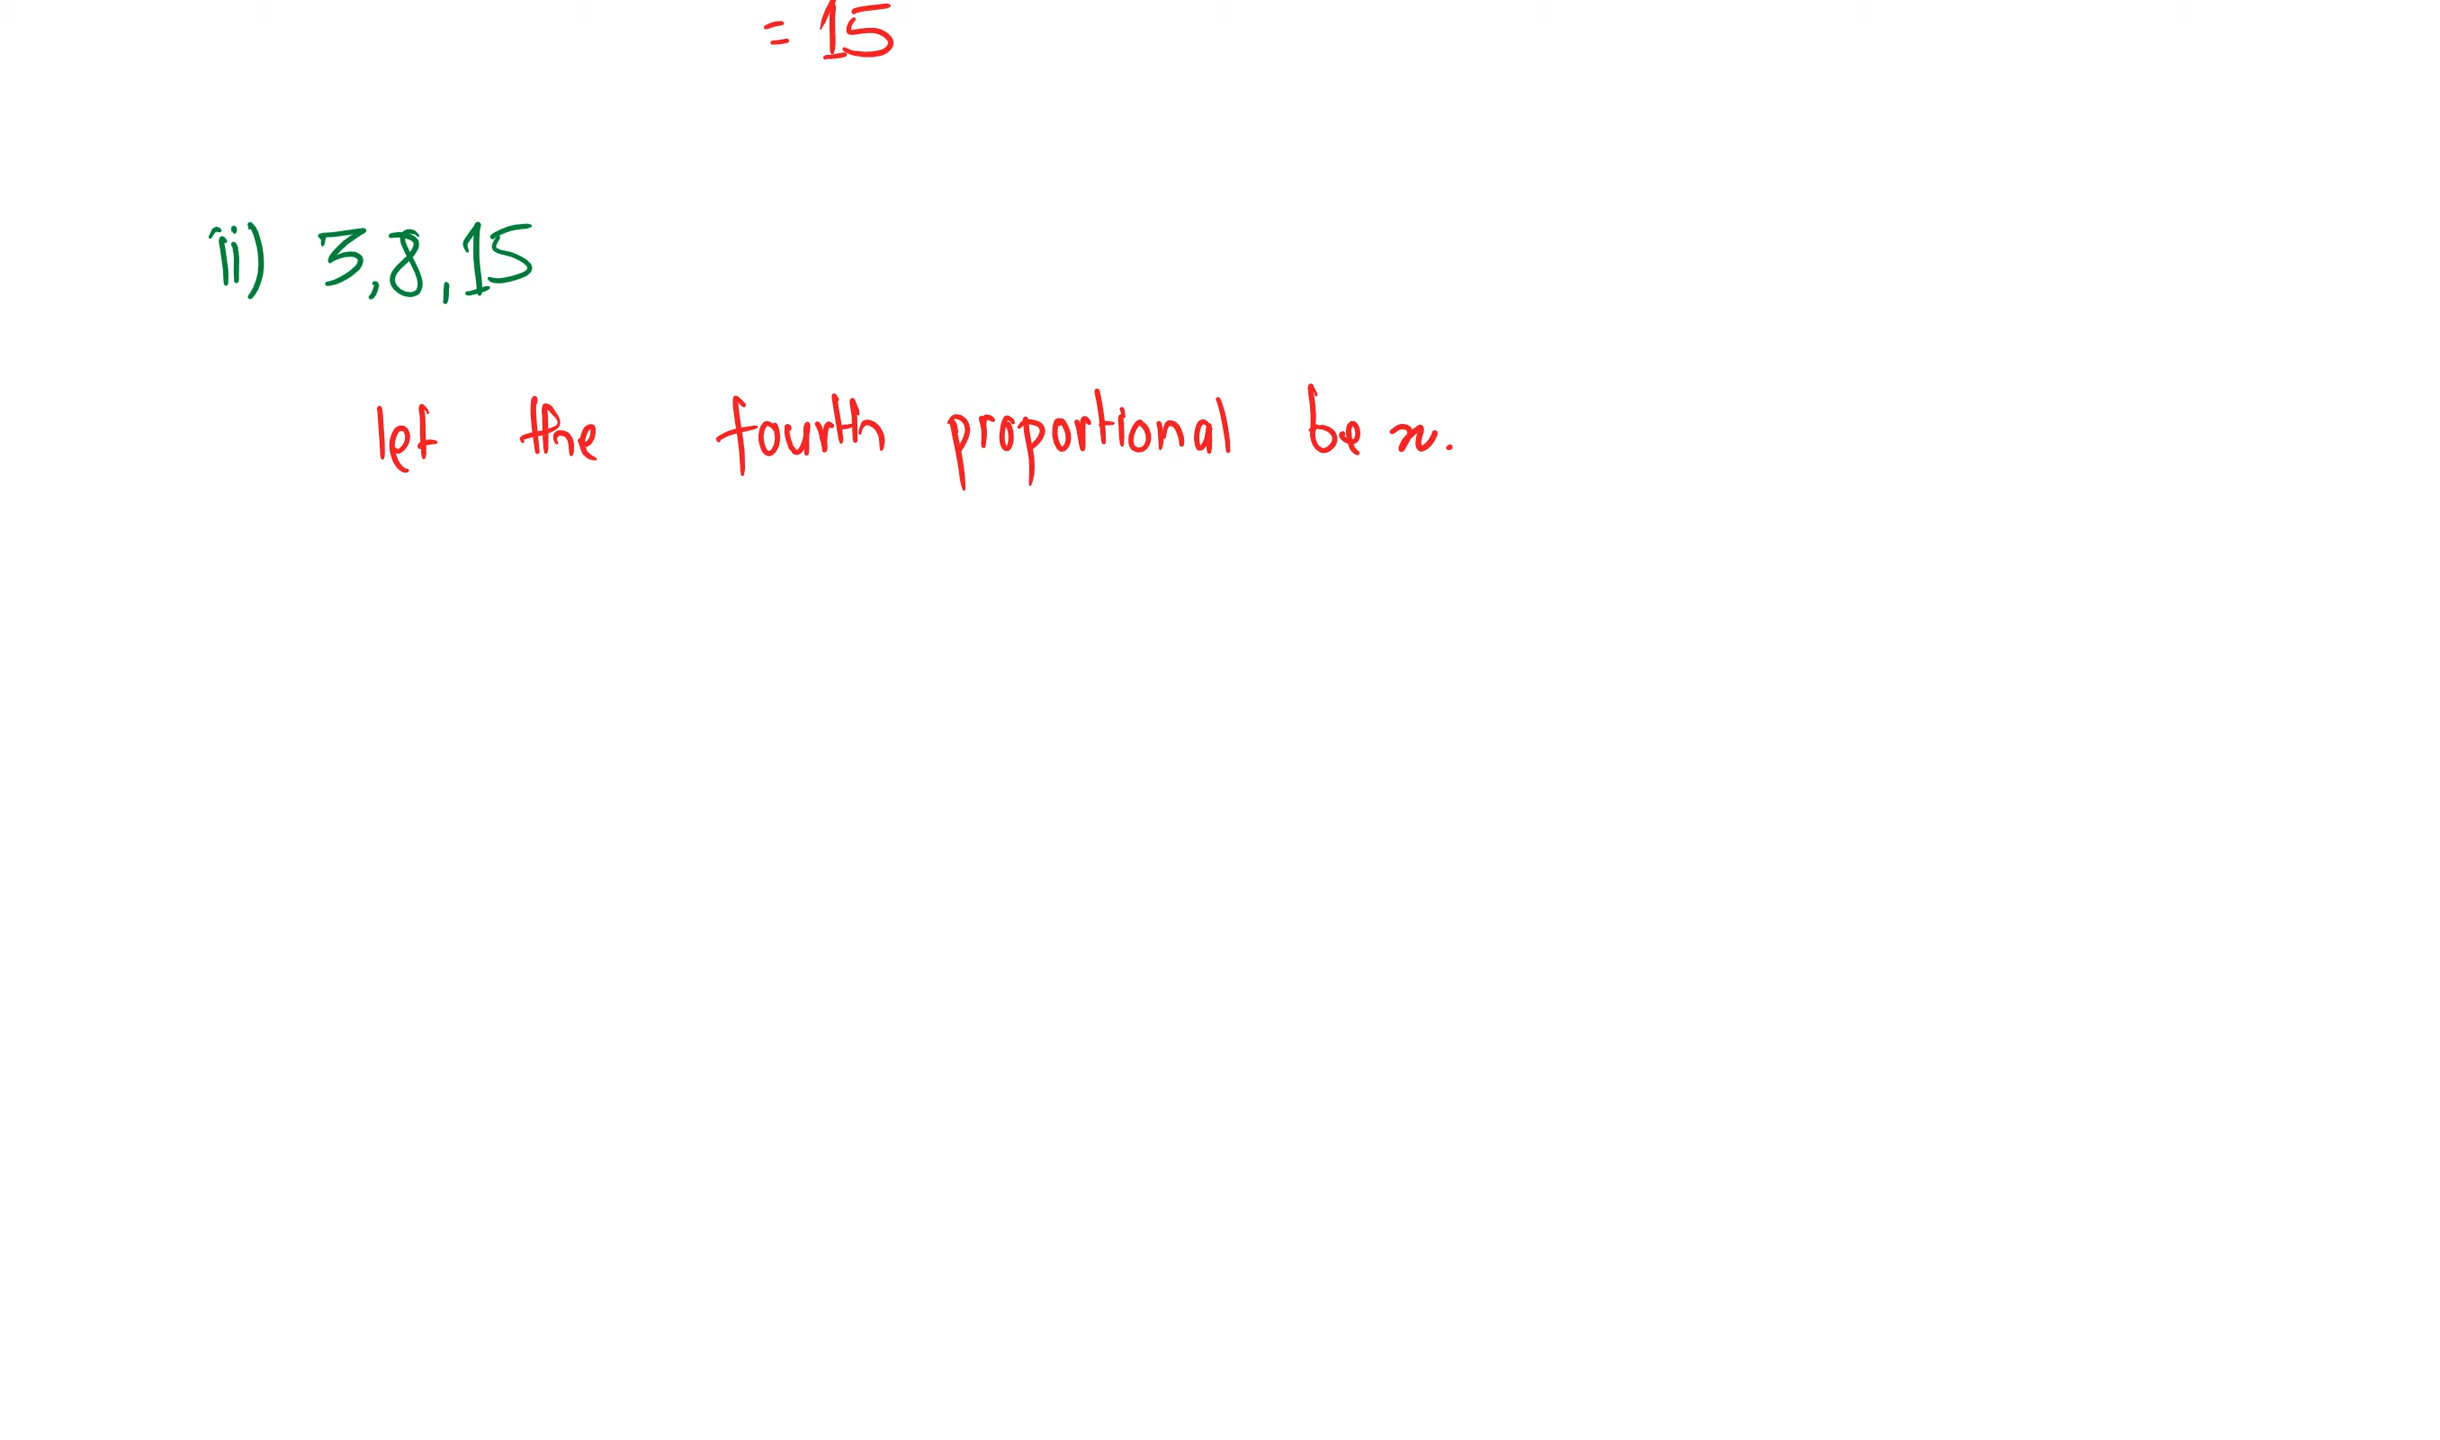 = 15
ii) 3,8,15
let the fourth proportional be x.